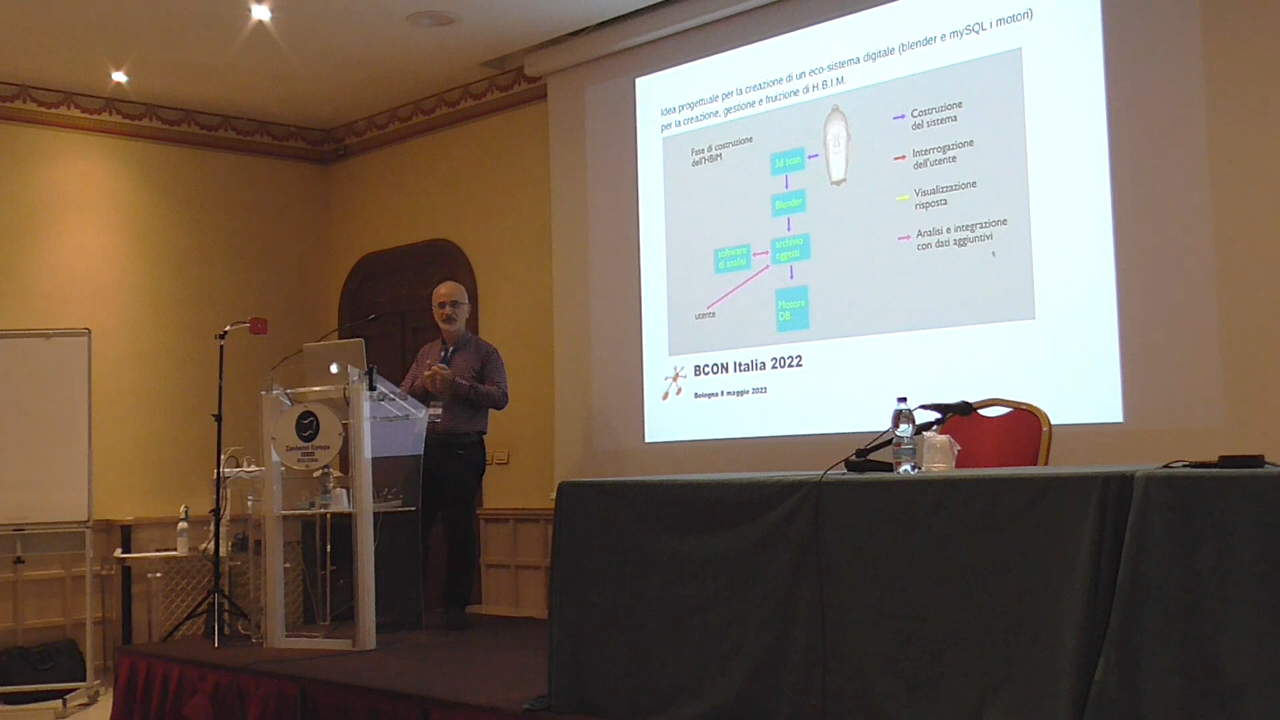 Idea progettuale per la creazione di un eco-sistema digitale (blender e mySQL i motori)
per la creazione, gestione e fruizione di H.B.I.M.
Fase di costruzione
dell'HBIM
3d scan
Blender
software
di analisi
archivio
oggetti
utente
Motore
DB
Costruzione
del sistema
Interrogazione
dell'utente
Visualizzazione
risposta
Analisi e integrazione
con dati aggiuntivi
BCON Italia 2022
Bologna 8 maggio 2022
Zanhotel Europa